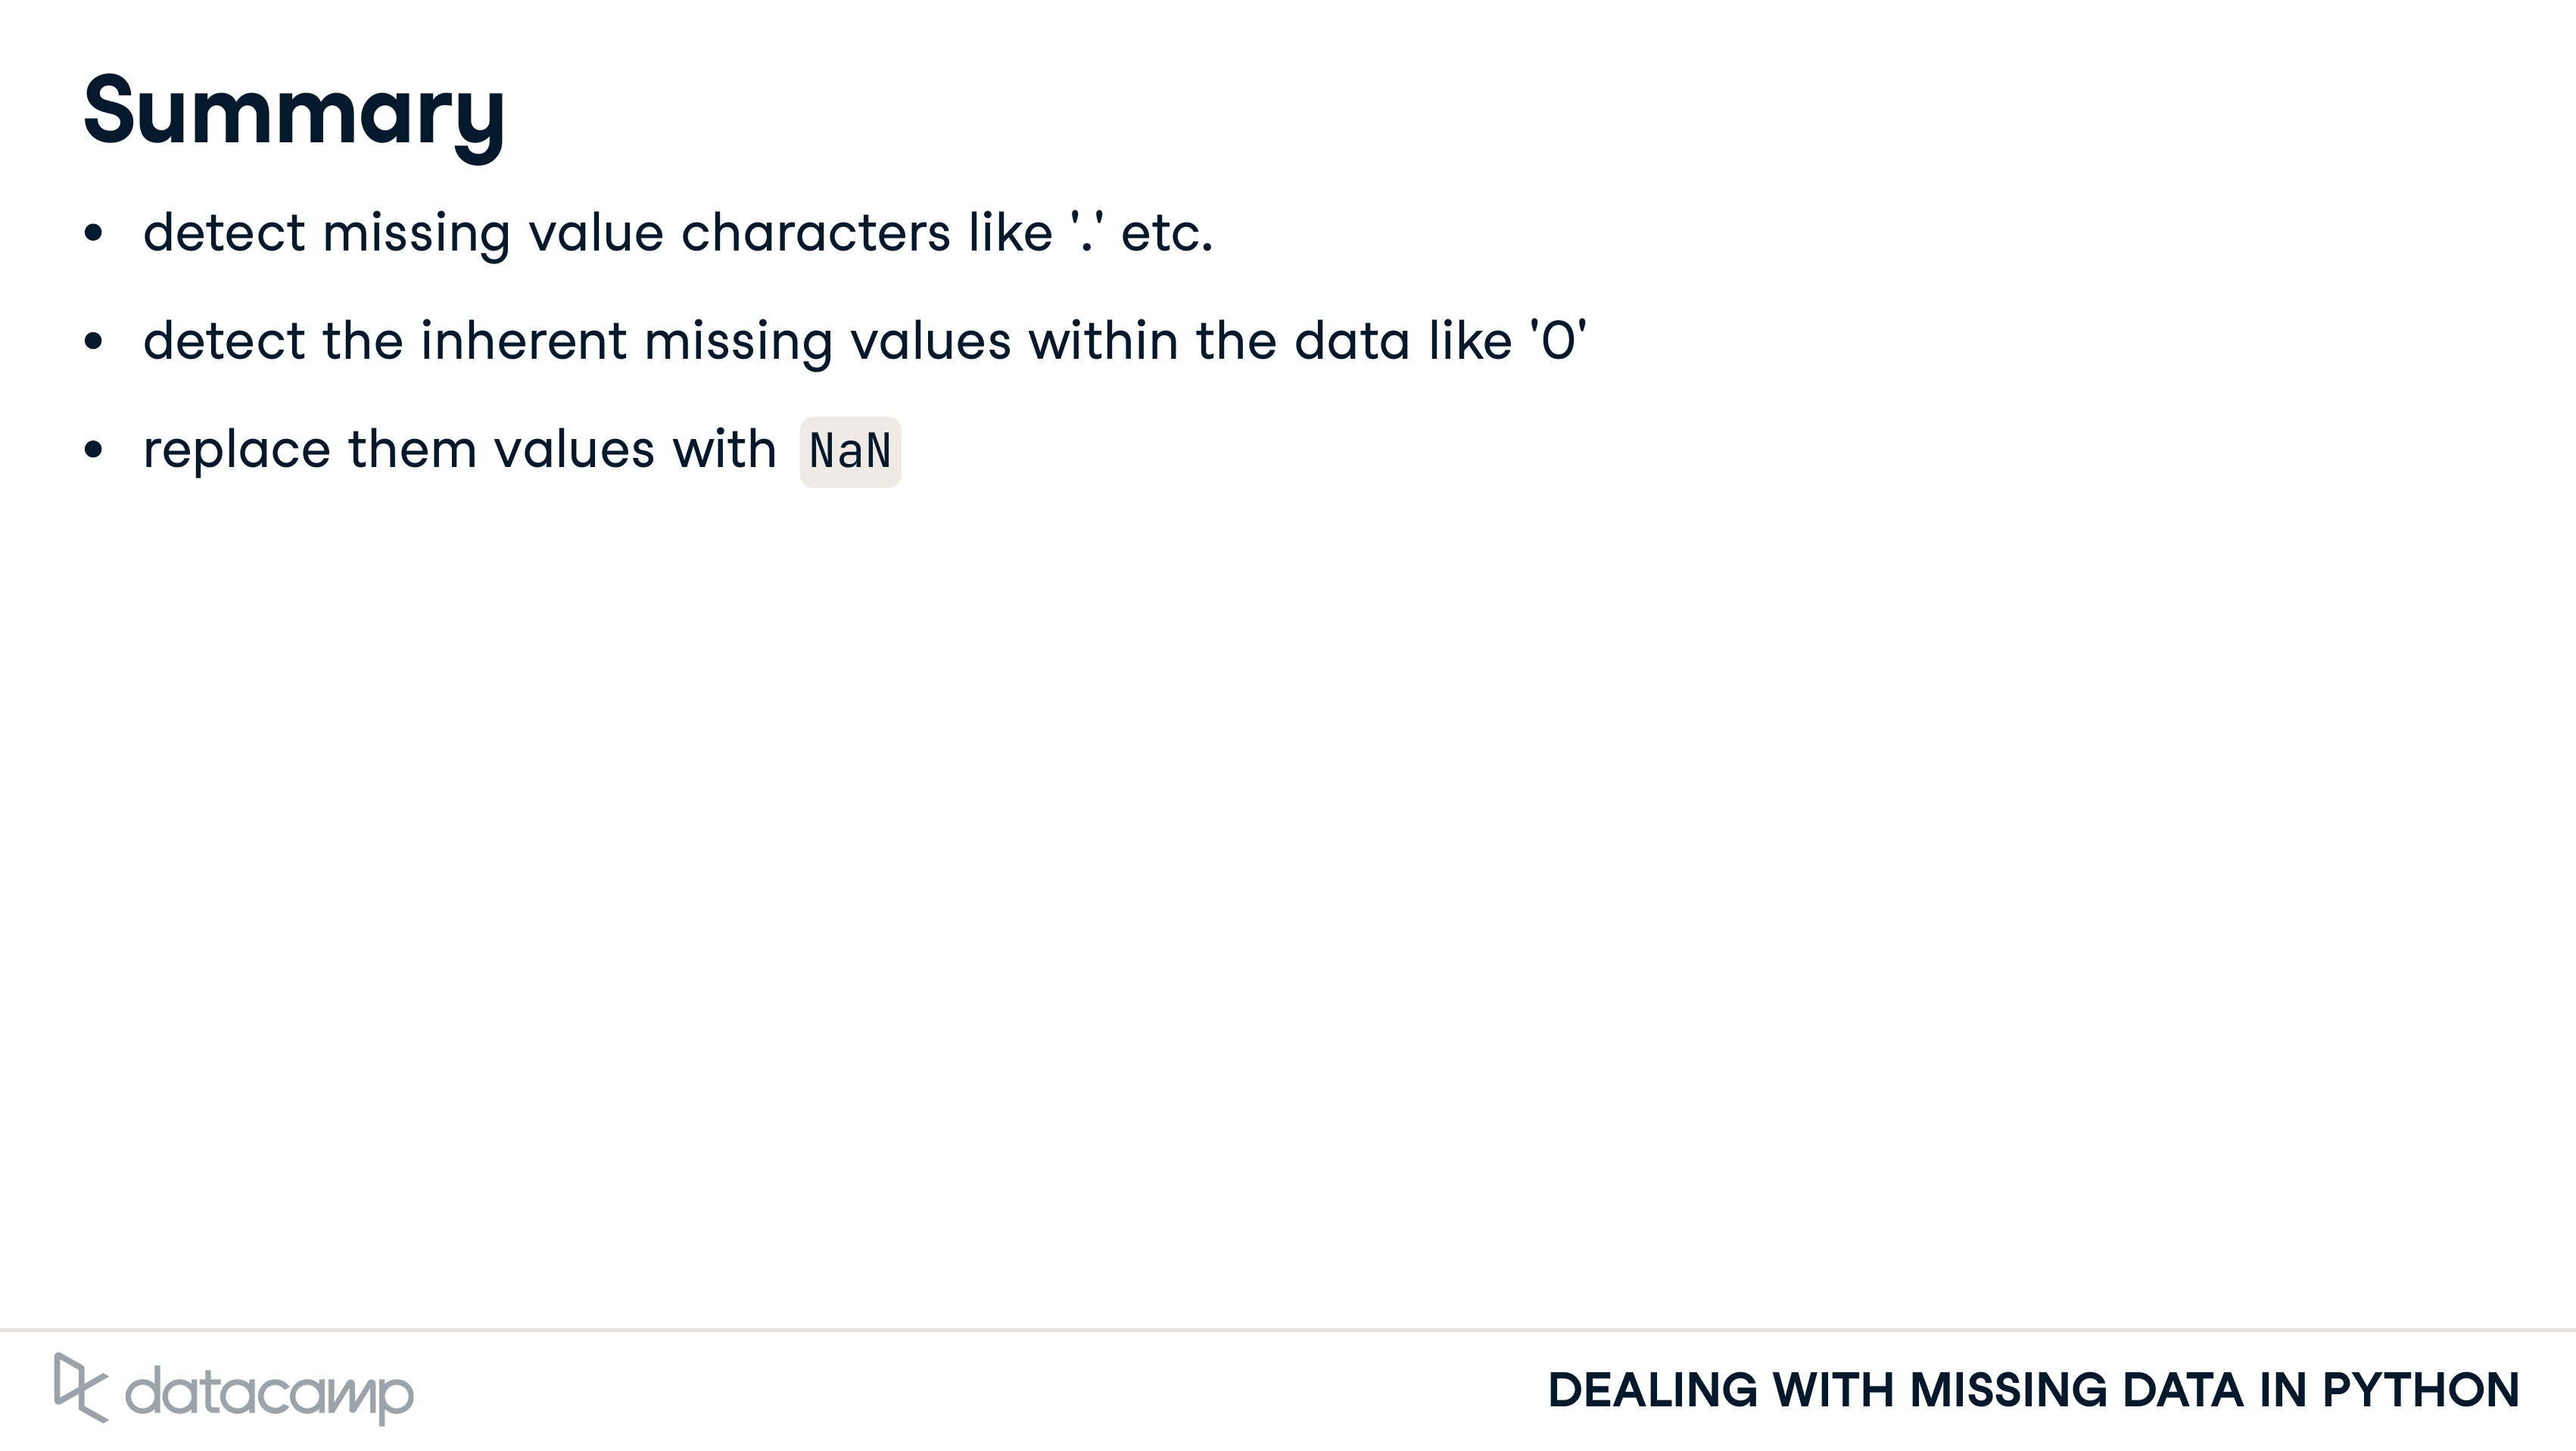 Summary
• detect missing value characters like '.' etc.
• detect the inherent missing values within the data like '0'
• replace them values with NaN
datacamp
DEALING WITH MISSING DATA IN PYTHON